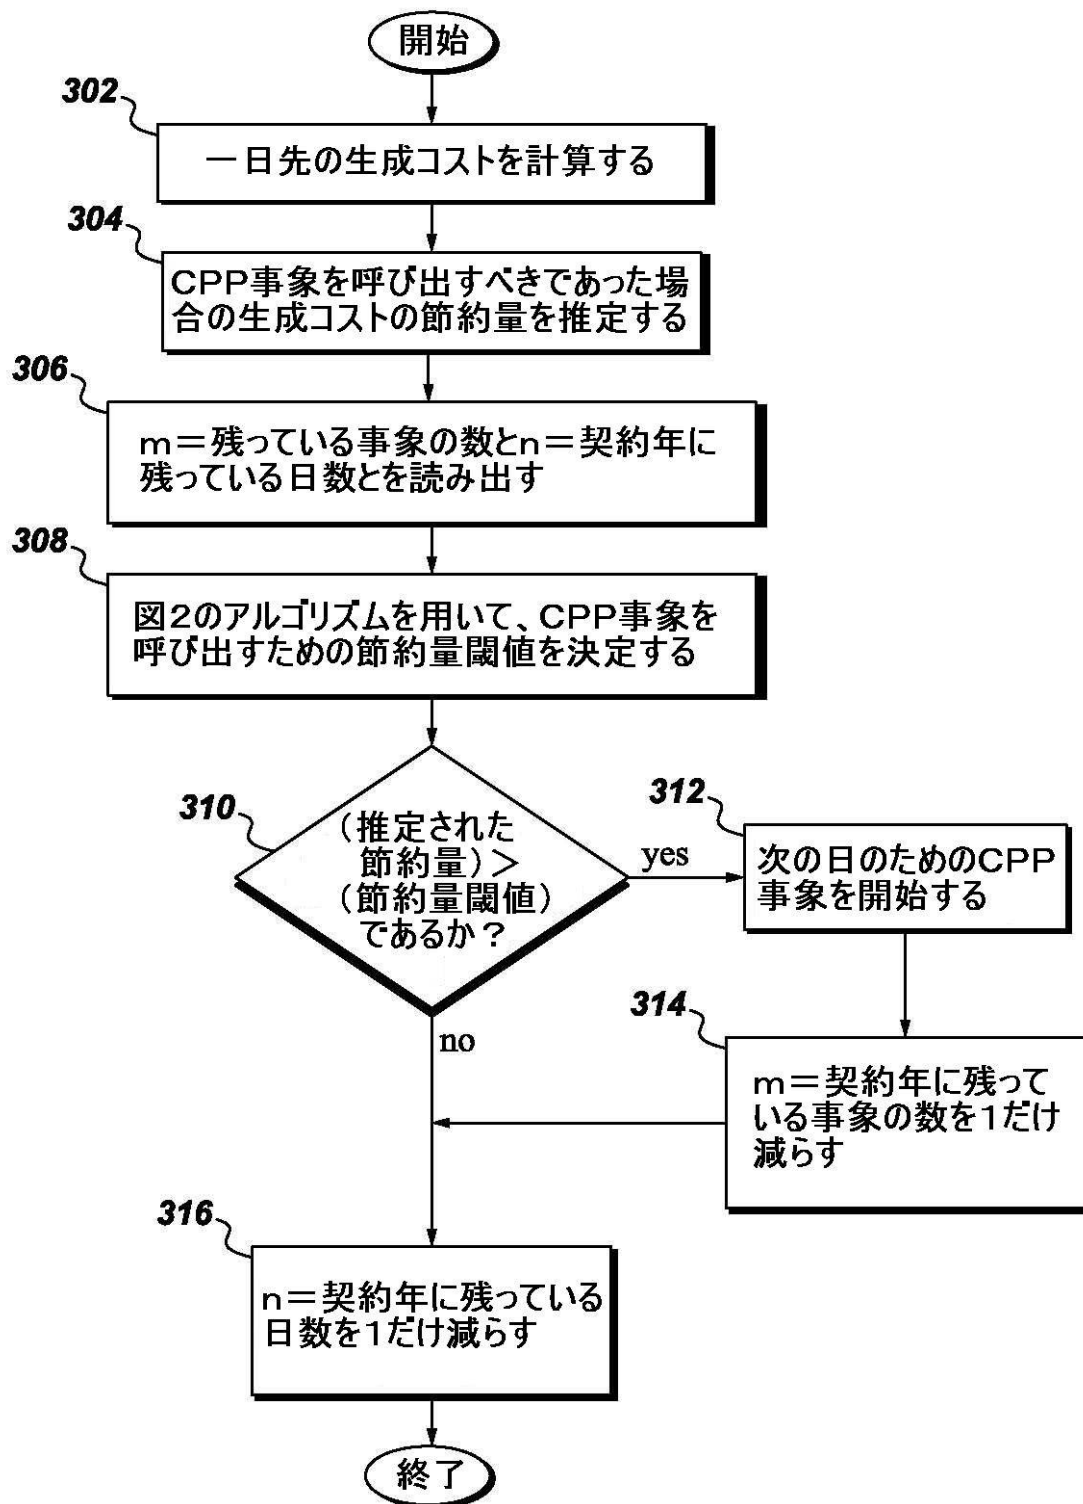 開始
302
一日先の生成コストを計算する
304
CPP事象を呼び出すべきであった場
合の生成コストの節約量を推定する
306
m＝残っている事象の数とn＝契約年に
残っている日数とを読み出す
308
図2のアルゴリズムを用いて、CPP事象を
呼び出すための節約量閾値を決定する
310
（推定された
節約量）＞
（節約量閾値）
であるか？
yes
312
次の日のためのCPP
事象を開始する
no
314
m＝契約年に残って
いる事象の数を1だけ
減らす
316
n＝契約年に残っている
日数を1だけ減らす
終了